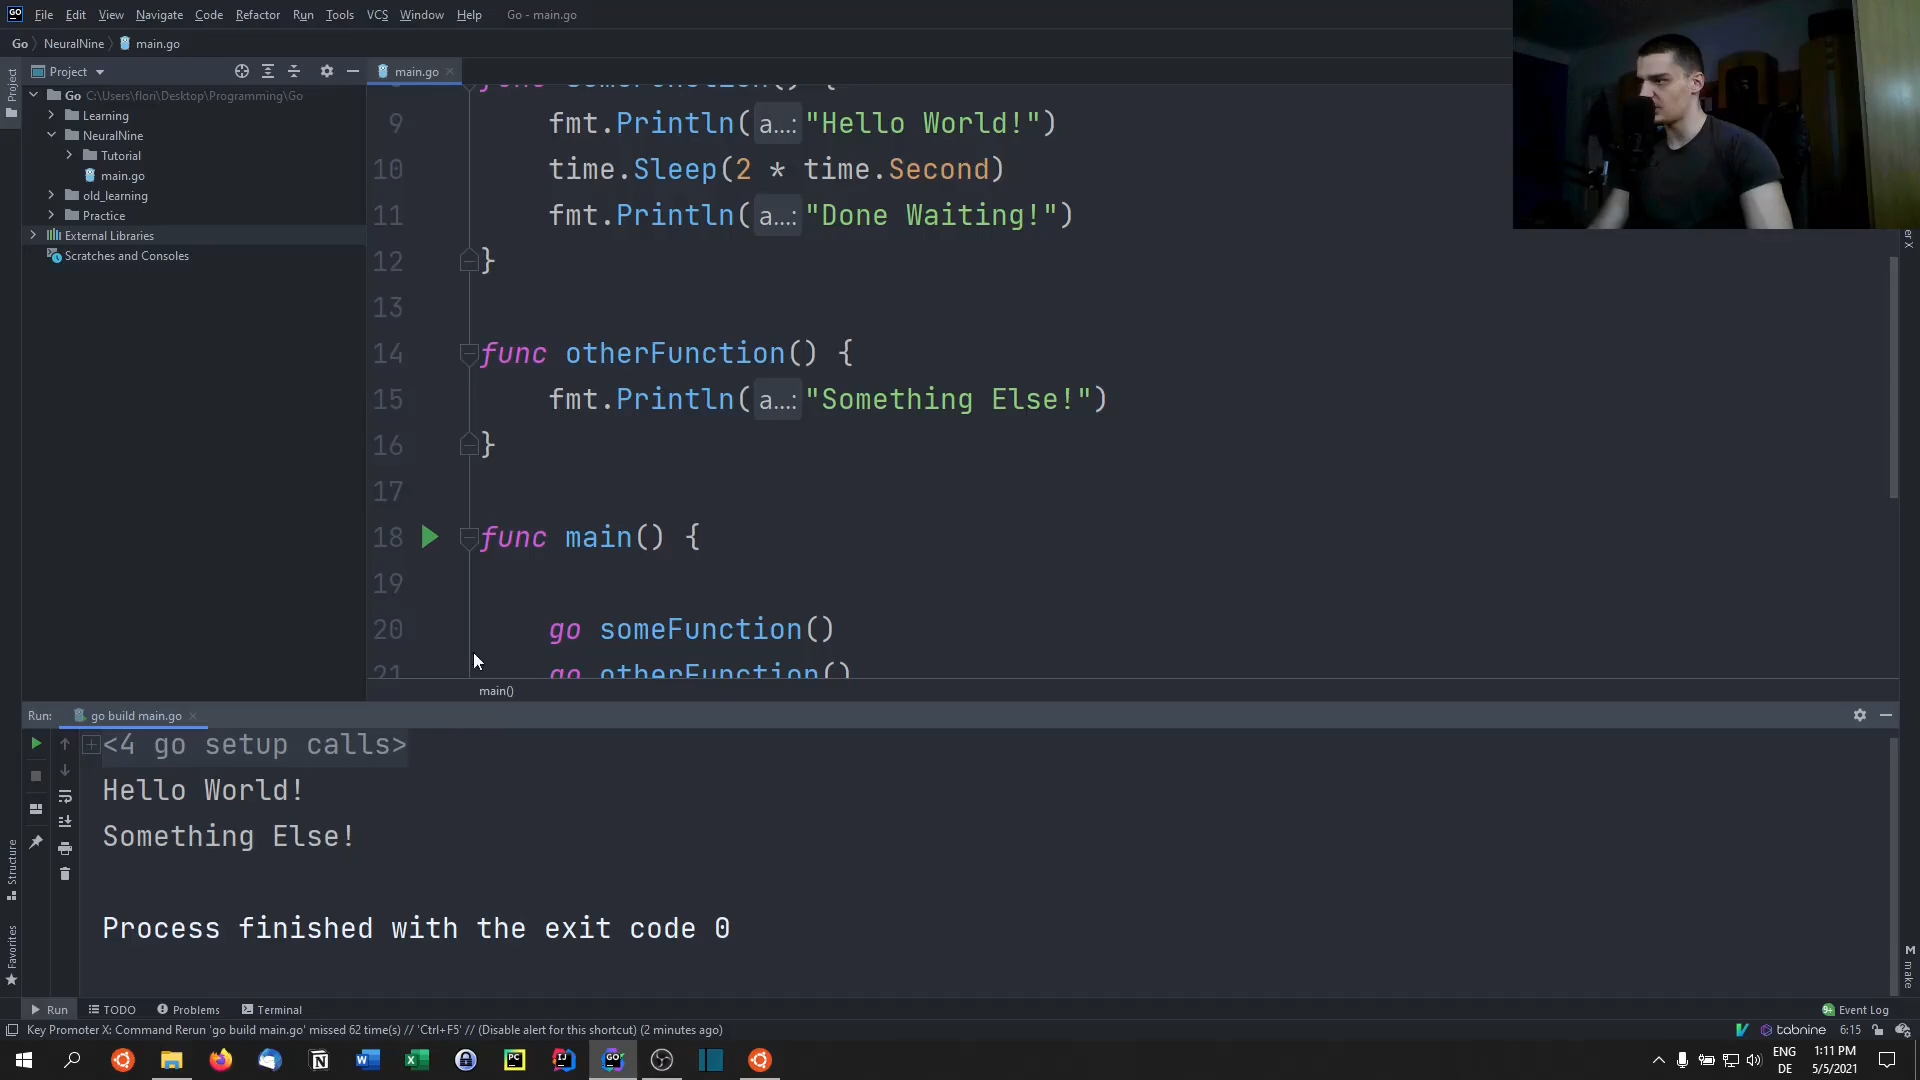 GO File Edit View Navigate Code Refactor Run Tools VCS Window Help Go - main.go
Go NeuralNine main.go
Project main.go
Project
Go C:\Users\flori\Desktop\Programming\Go
Learning
NeuralNine
Tutorial
main.go
old_learning
Practice
External Libraries
Scratches and Consoles
9 fmt.Println( a...: "Hello World!")
10 time.Sleep(2 * time.Second)
11 fmt.Println( a...: "Done Waiting!")
12 }
13
14 func otherFunction() {
15 fmt.Println( a...: "Something Else!")
16 }
17
18 func main() {
19
20 go someFunction()
21 go otherFunction()
main()
er X
Run: go build main.go
<4 go setup calls>
Hello World!
Something Else!
Process finished with the exit code 0
Structure
Favorites
M make
Run TODO Problems Terminal Event Log
Key Promoter X: Command Rerun 'go build main.go' missed 62 time(s) // 'Ctrl+F5' // (Disable alert for this shortcut) (2 minutes ago) tabnine 6:15
ENG 1:11 PM
DE 5/5/2021